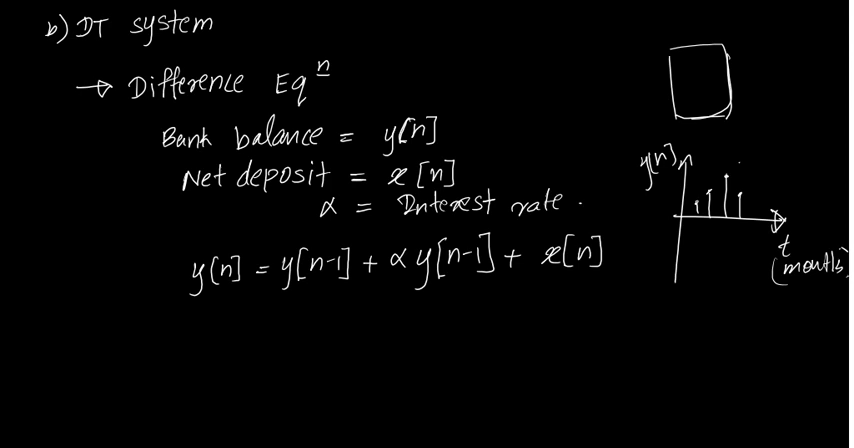 b) DT system
→ Difference Eqⁿ
Bank balance = y[n]
Net deposit = x[n]
α = Interest rate.
y[n] = y[n-1] + α y[n-1] + x[n]
y[n]
t
(months)